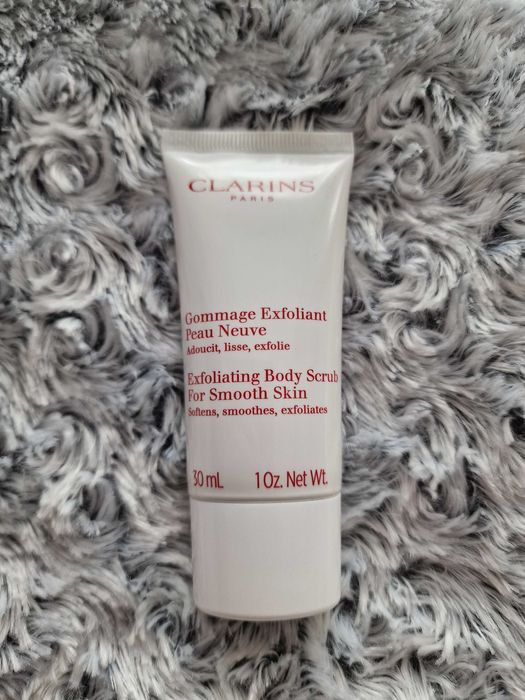 CLARINS
PARIS
Gommage Exfoliant
Peau Neuve
Adoucit, lisse, exfolie
Exfoliating Body Scrub
For Smooth Skin
Softens, smoothes, exfoliates
30 mL 1 Oz. Net Wt.